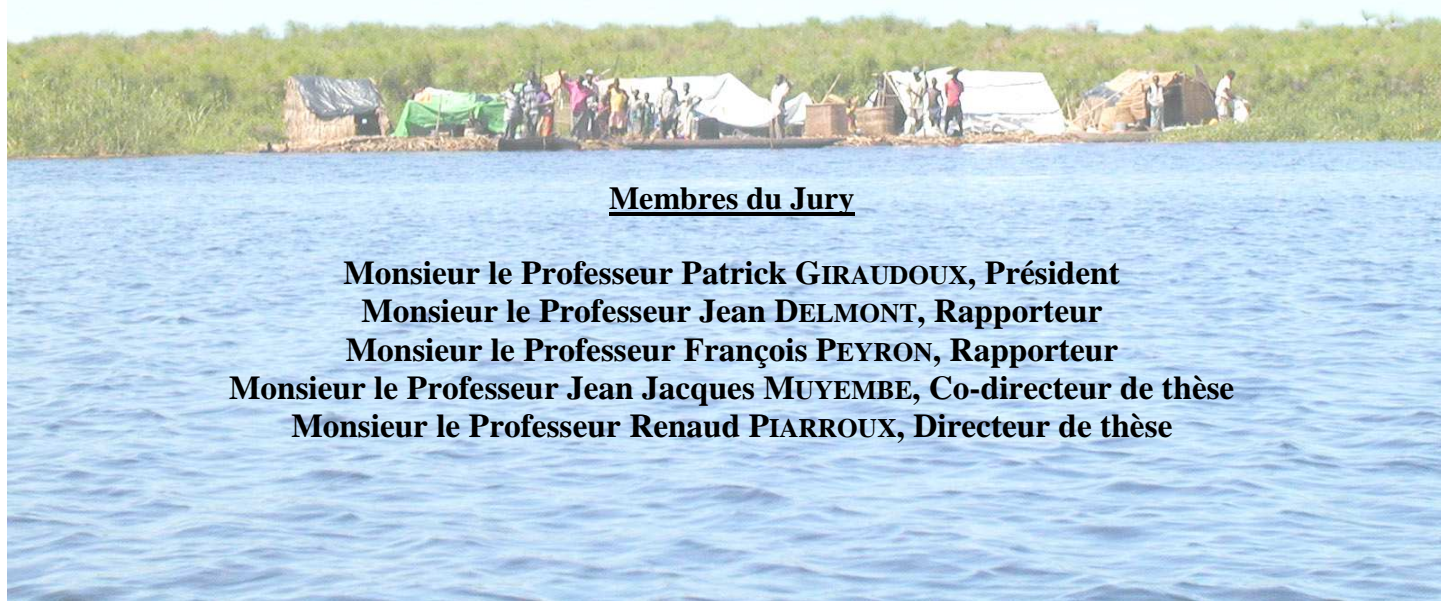 Membres du Jury
Monsieur le Professeur Patrick GIRAUDOUX, Président
Monsieur le Professeur Jean DELMONT, Rapporteur
Monsieur le Professeur François PEYRON, Rapporteur
Monsieur le Professeur Jean Jacques MUYEMBE, Co-directeur de thèse
Monsieur le Professeur Renaud PIARROUX, Directeur de thèse